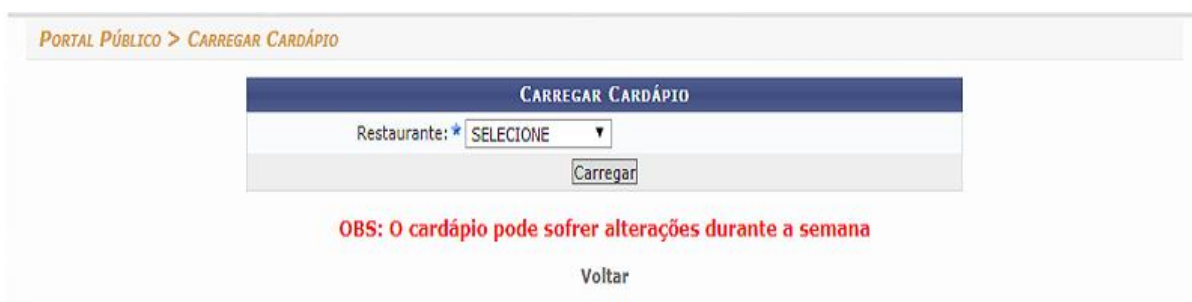 Portal Público > Carregar Cardápio
Carregar Cardápio
Restaurante: * SELECIONE ▼
Carregar
OBS: O cardápio pode sofrer alterações durante a semana
Voltar